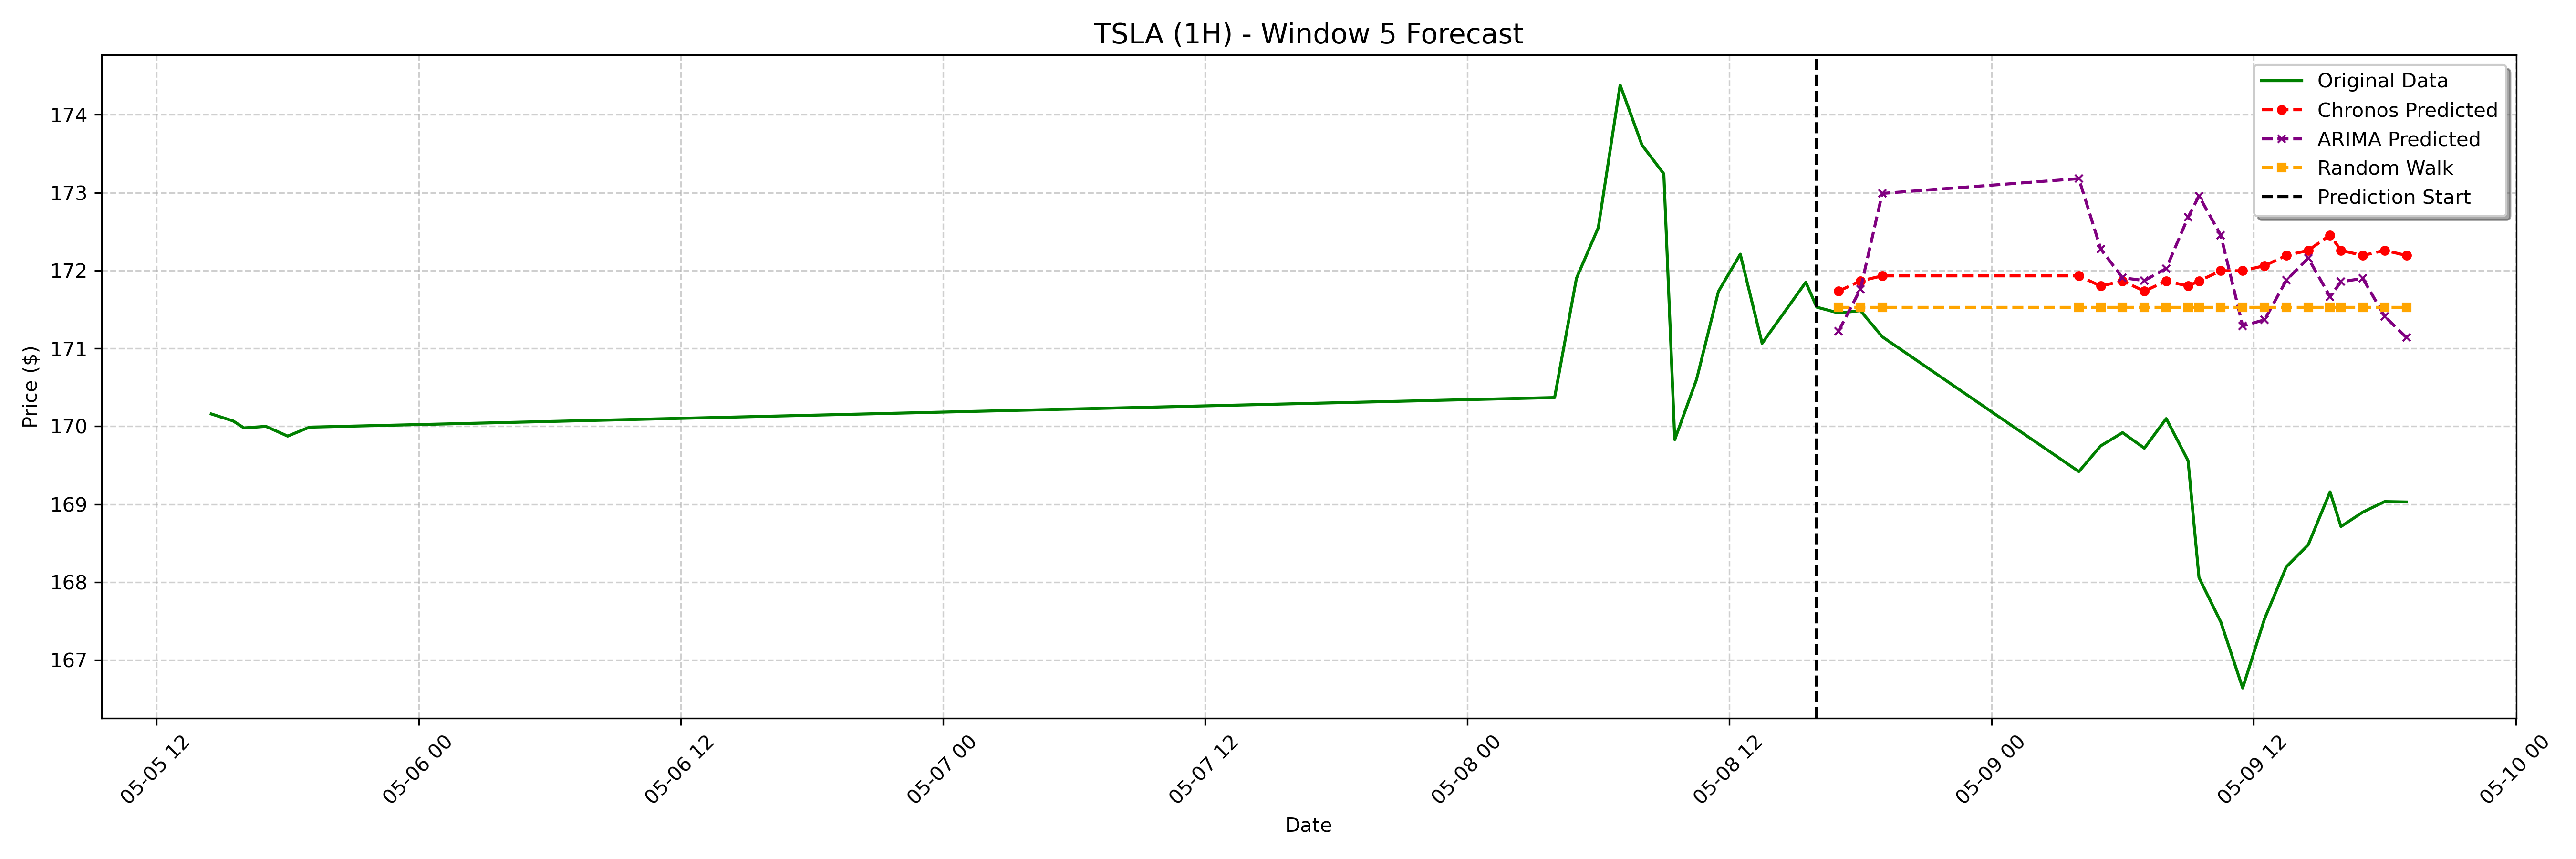 TSLA (1H) - Window 5 Forecast
Original Data
Chronos Predicted
ARIMA Predicted
Random Walk
Prediction Start
Price ($)
174
173
172
171
170
169
168
167
05-05 12
05-06 00
05-06 12
05-07 00
05-07 12
05-08 00
05-08 12
05-09 00
05-09 12
05-10 00
Date